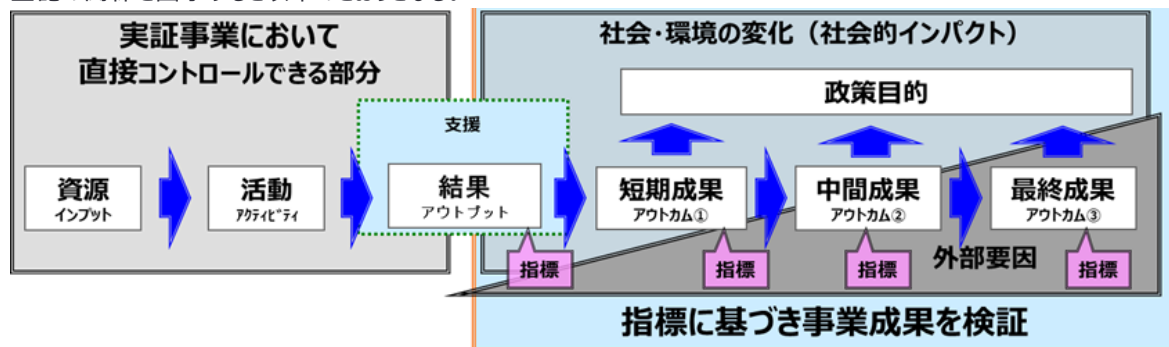 実証事業において
直接コントロールできる部分
社会・環境の変化（社会的インパクト）
政策目的
支援
資源
インプット
活動
アクティビティ
結果
アウトプット
短期成果
アウトカム①
中間成果
アウトカム②
最終成果
アウトカム③
指標
指標
指標
外部要因
指標
指標に基づき事業成果を検証